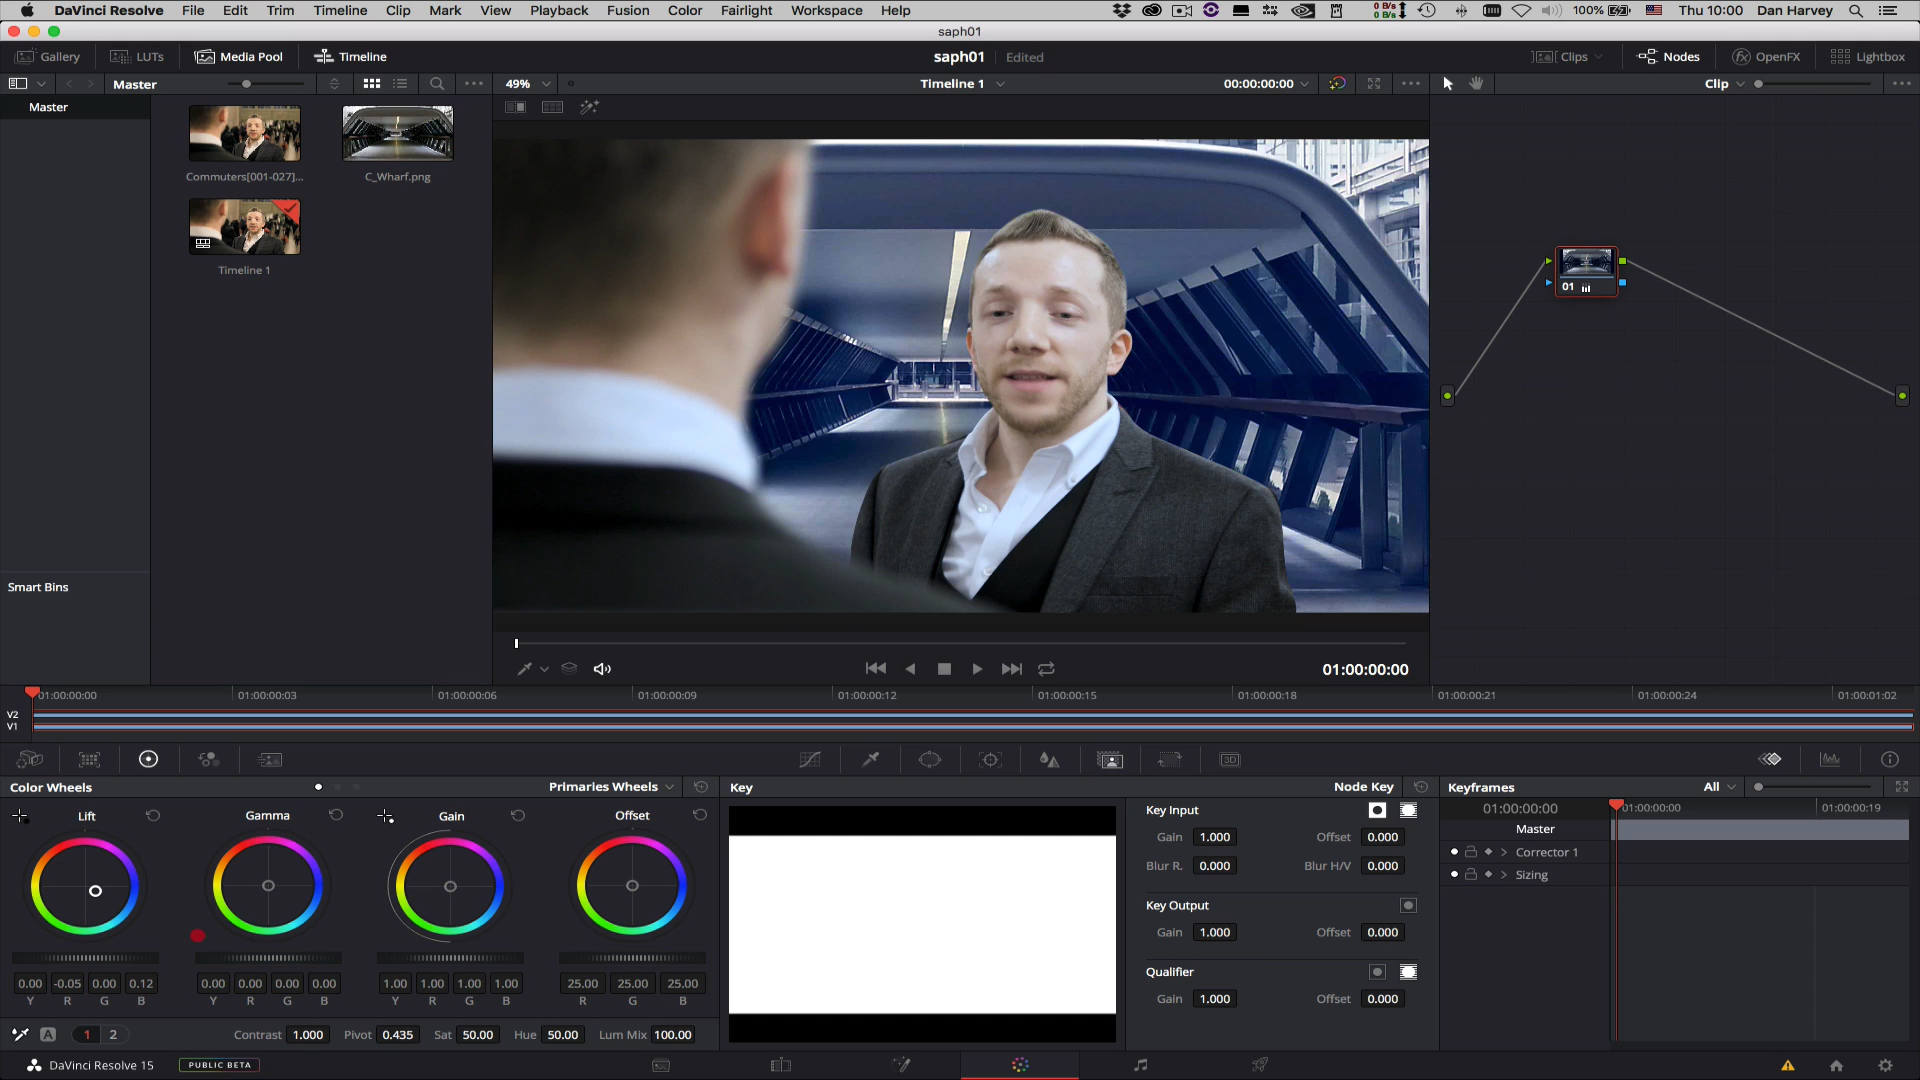 DaVinci Resolve File Edit Trim Timeline Clip Mark View Playback Fusion Color Fairlight Workspace Help 0 B/s 0 B/s 100% Thu 10:00 Dan Harvey
saph01
Gallery LUTs Media Pool Timeline saph01 Edited Clips Nodes fx OpenFX Lightbox
Master 49% Timeline 1 00:00:00:00 Clip
Master
Commuters[001-027]... C_Wharf.png
Timeline 1
01
Smart Bins
01:00:00:00
01:00:00:00 01:00:00:03 01:00:00:06 01:00:00:09 01:00:00:12 01:00:00:15 01:00:00:18 01:00:00:21 01:00:00:24 01:00:01:02
V2
V1
3D
Color Wheels Primaries Wheels Key Node Key Keyframes All
Lift Gamma Gain Offset
Key Input
Gain 1.000 Offset 0.000
Blur R. 0.000 Blur H/V 0.000
Key Output
Gain 1.000 Offset 0.000
Qualifier
Gain 1.000 Offset 0.000
01:00:00:00 01:00:00:00 01:00:00:19
Master
Corrector 1
Sizing
0.00 -0.05 0.00 0.12 0.00 0.00 0.00 0.00 1.00 1.00 1.00 1.00 25.00 25.00 25.00
Y R G B Y R G B Y R G B R G B
A 1 2 Contrast 1.000 Pivot 0.435 Sat 50.00 Hue 50.00 Lum Mix 100.00
DaVinci Resolve 15 PUBLIC BETA